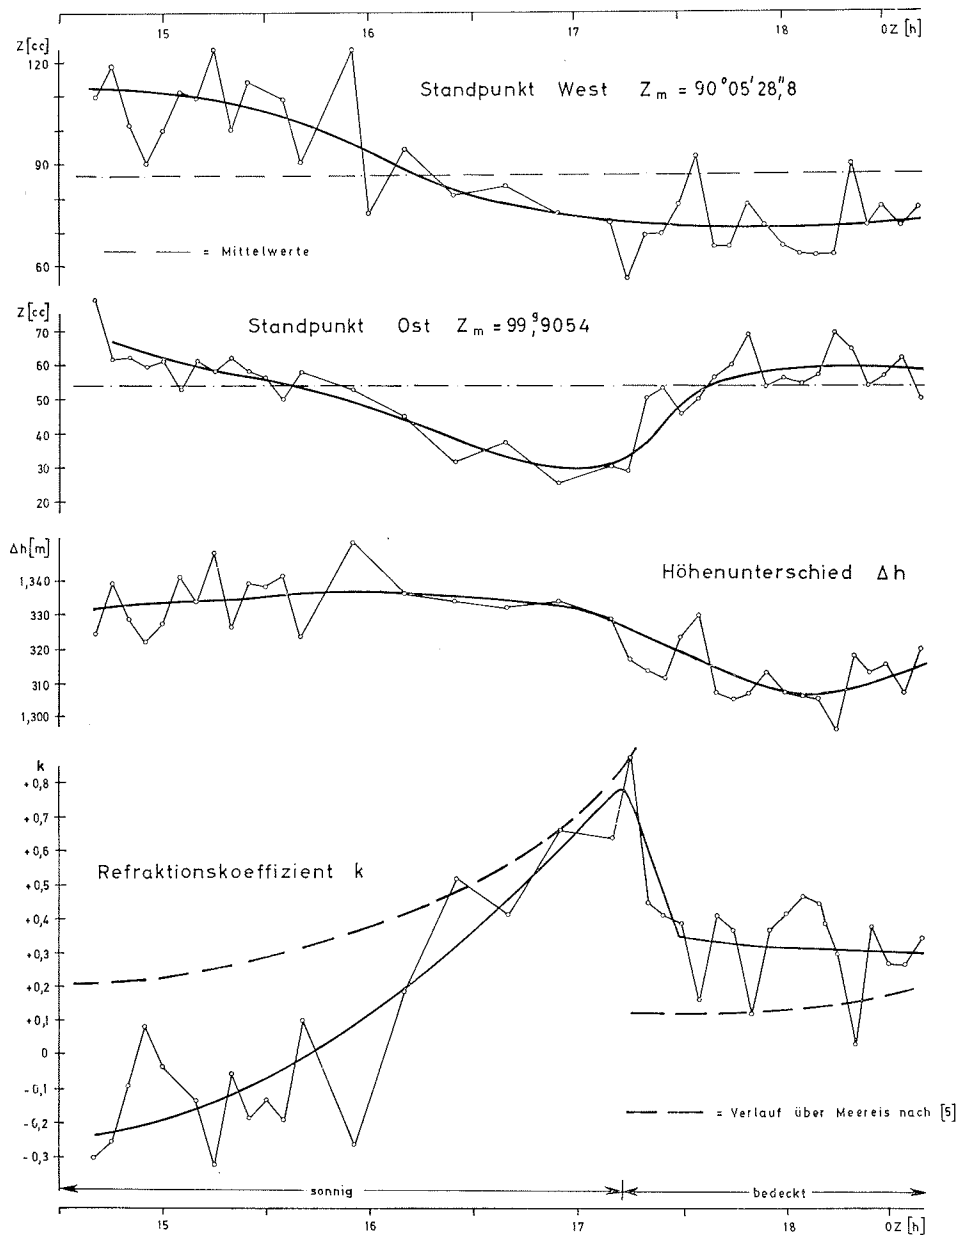 15 16 17 18 OZ [h]
Z [cc]
120
Standpunkt West Z m = 90°05'28,"8
90
= Mittelwerte
60
Z [cc]
Standpunkt Ost Z m = 99,ᵍ9054
70
60
50
40
30
20
Δh [m]
Höhenunterschied Δh
1,340
330
320
310
1,300
k
+0,8
+0,7
+0,6
Refraktionskoeffizient k
+0,5
+0,4
+0,3
+0,2
+0,1
0
-0,1
= Verlauf über Meereis nach [5]
-0,2
-0,3
sonnig bedeckt
15 16 17 18 OZ [h]